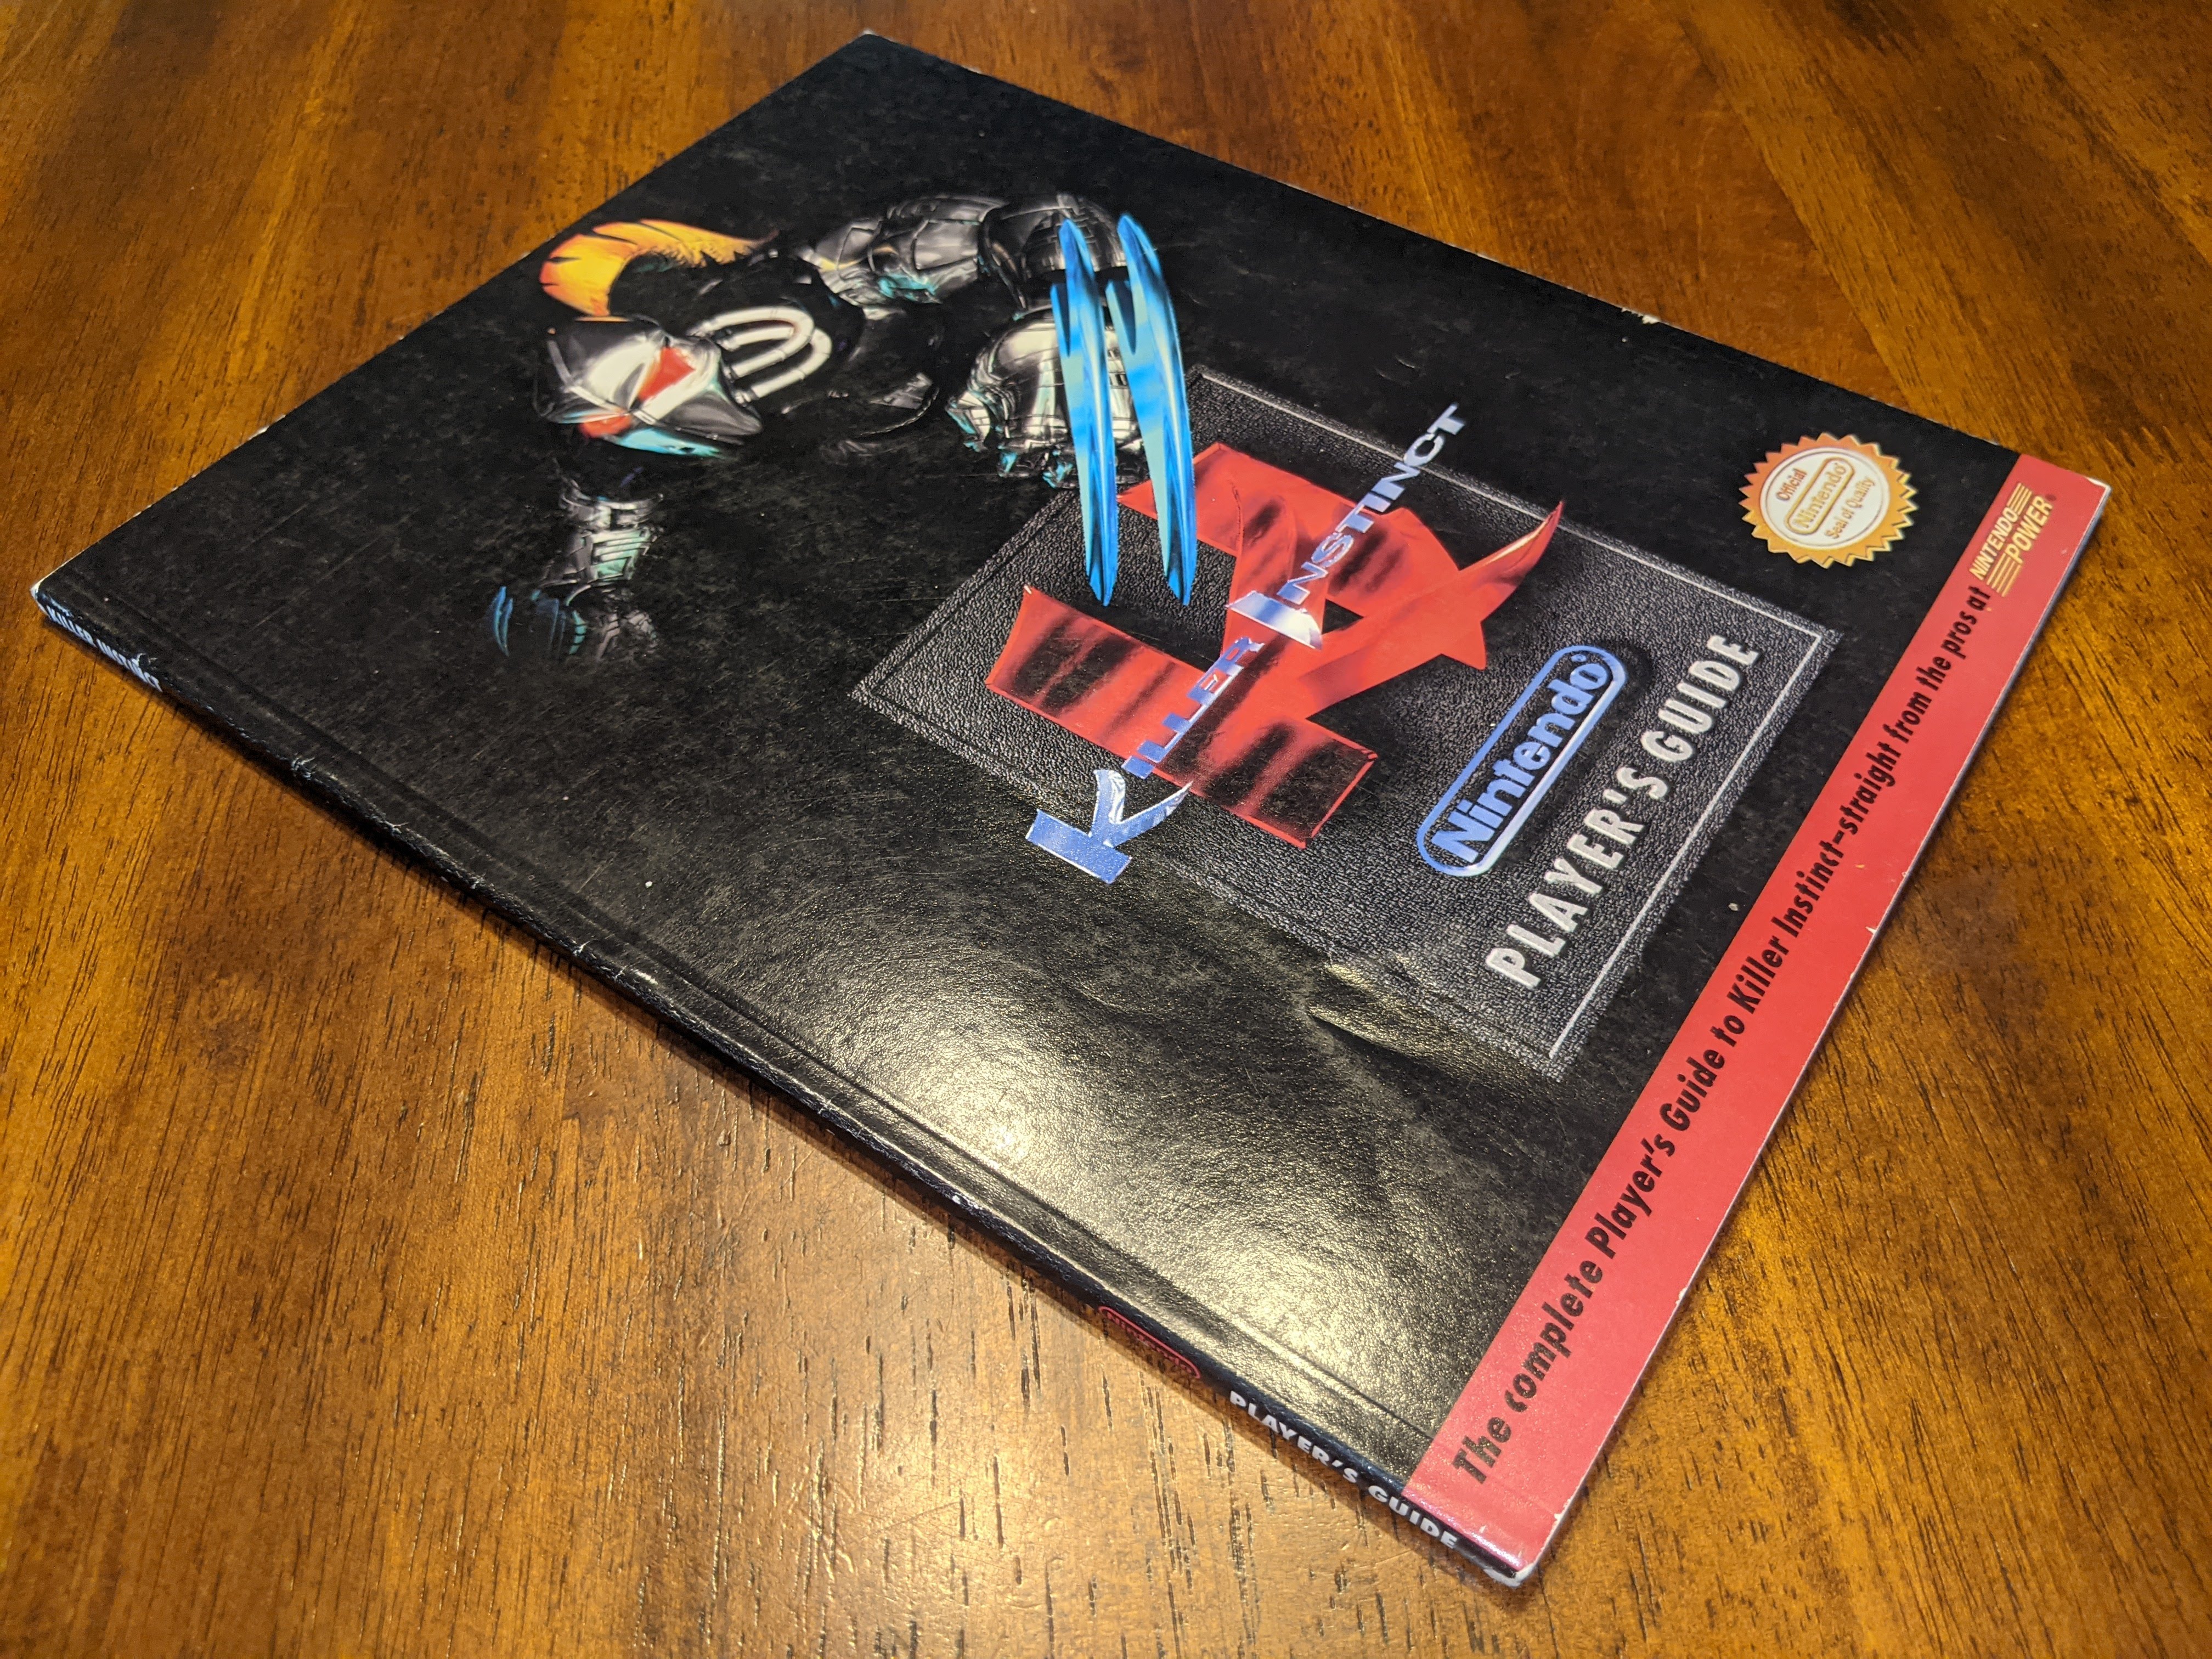 KILLER INSTINCT
Nintendo®
PLAYER'S GUIDE
Official
Nintendo®
Seal of Quality
The complete Player's Guide to Killer Instinct–straight from the pros at NINTENDO POWER®
KILLER INSTINCT
Nintendo
PLAYER'S GUIDE